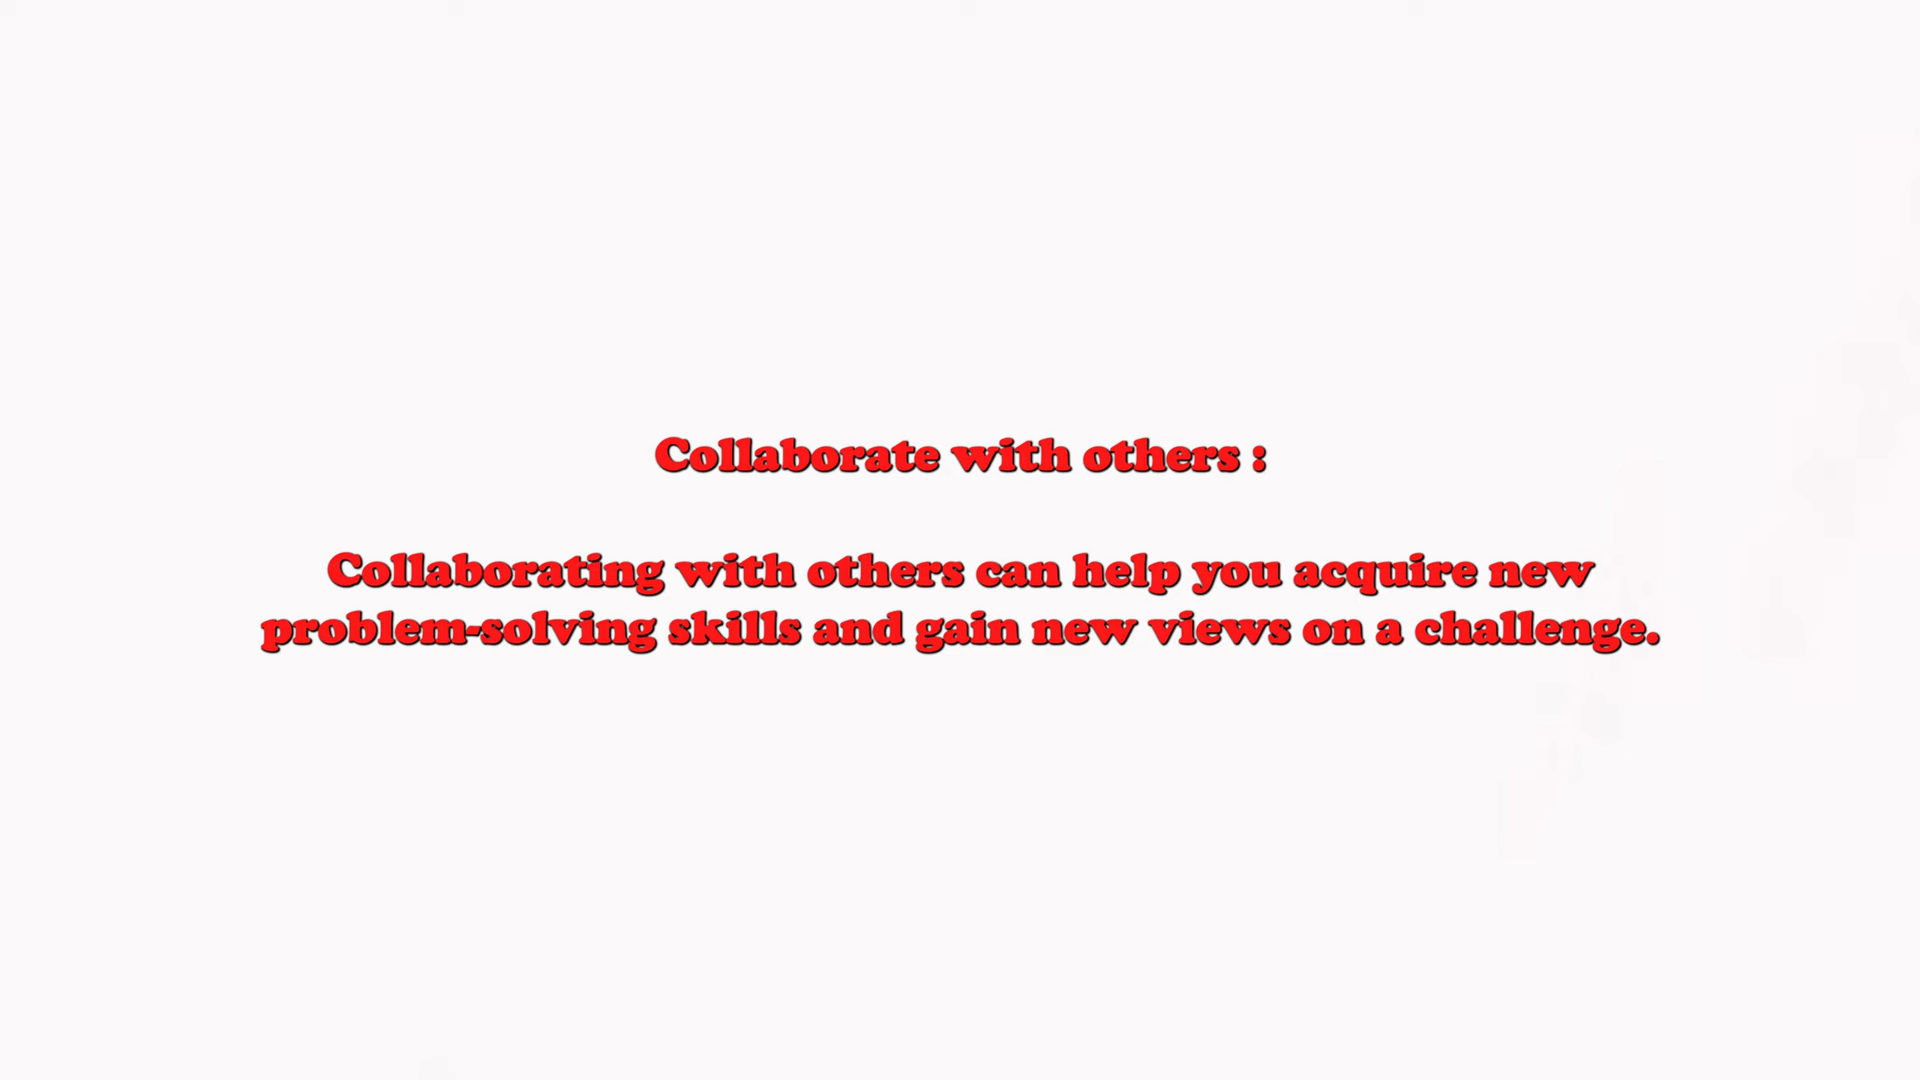 Collaborate with others :
Collaborating with others can help you acquire new
problem-solving skills and gain new views on a challenge.